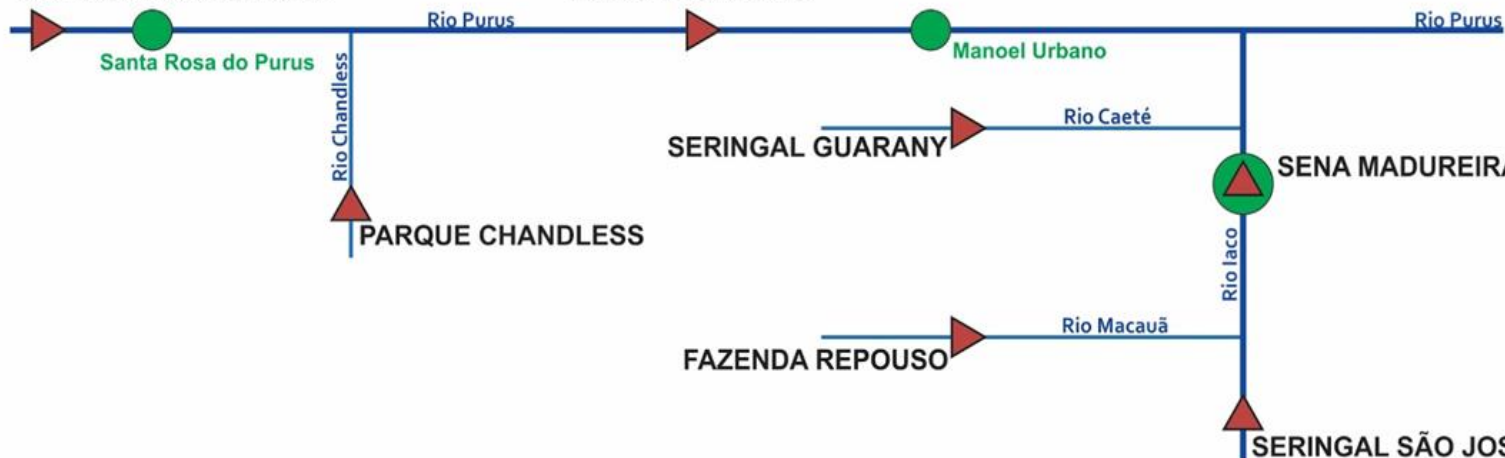 Rio Purus
Rio Purus
Santa Rosa do Purus
Manoel Urbano
Rio Chandless
Rio Caeté
SERINGAL GUARANY
SENA MADUREIRA
PARQUE CHANDLESS
Rio Iaco
Rio Macauã
FAZENDA REPOUSO
SERINGAL SÃO JOS